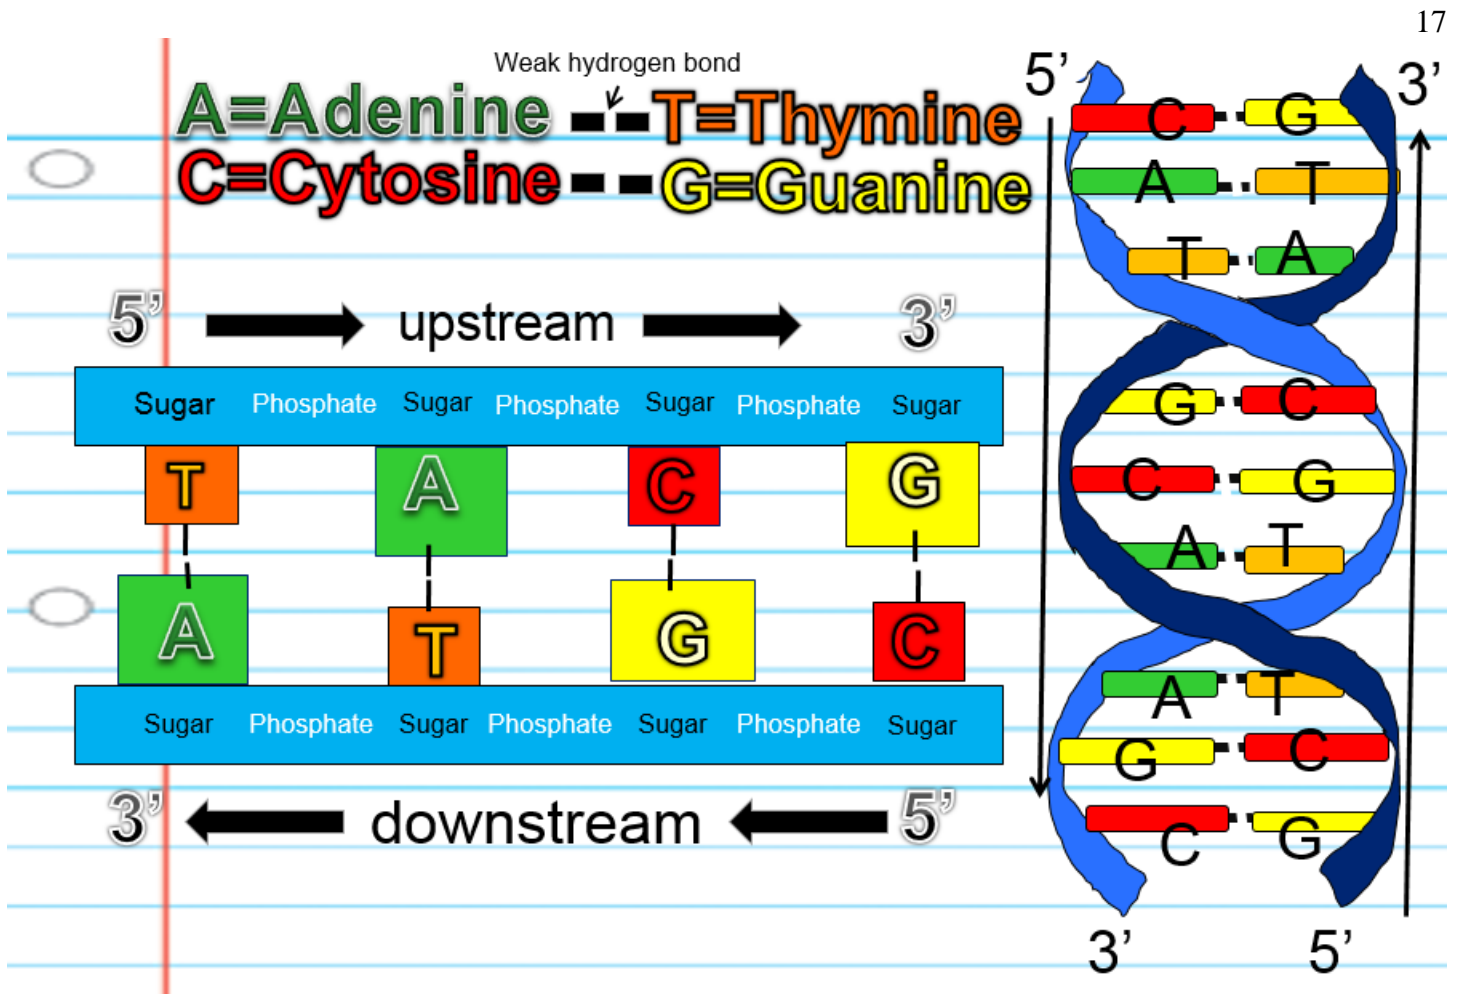 17
Weak hydrogen bond
A=Adenine T=Thymine
C=Cytosine G=Guanine
5’ upstream 3’
Sugar Phosphate Sugar Phosphate Sugar Phosphate Sugar
T A C G
A T G C
Sugar Phosphate Sugar Phosphate Sugar Phosphate Sugar
3’ downstream 5’
5’ 3’
C G
A T
T A
G C
C G
A T
A T
G C
C G
3’ 5’